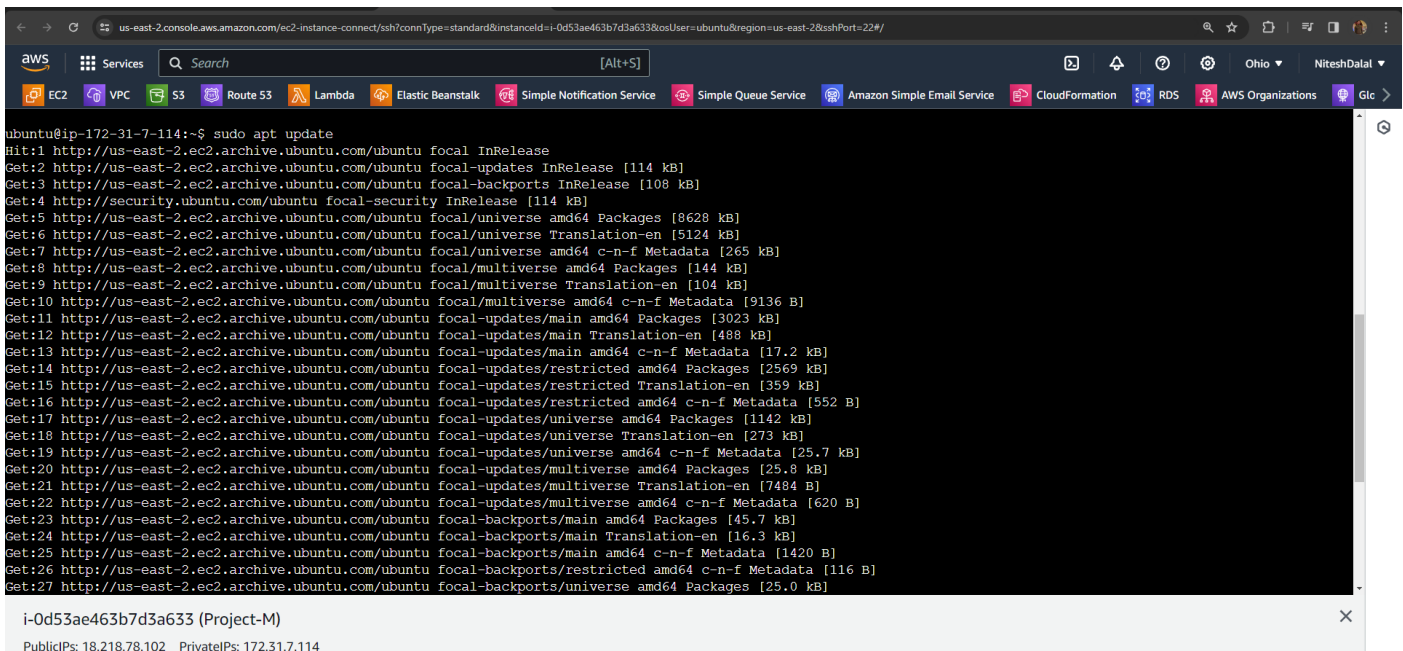 us-east-2.console.aws.amazon.com/ec2-instance-connect/ssh?connType=standard&instanceId=i-0d53ae463b7d3a633&osUser=ubuntu&region=us-east-2&sshPort=22#/
aws Services Search [Alt+S] Ohio NiteshDalal
EC2 VPC S3 Route 53 Lambda Elastic Beanstalk Simple Notification Service Simple Queue Service Amazon Simple Email Service CloudFormation RDS AWS Organizations Glc
ubuntu@ip-172-31-7-114:~$ sudo apt update
Hit:1 http://us-east-2.ec2.archive.ubuntu.com/ubuntu focal InRelease
Get:2 http://us-east-2.ec2.archive.ubuntu.com/ubuntu focal-updates InRelease [114 kB]
Get:3 http://us-east-2.ec2.archive.ubuntu.com/ubuntu focal-backports InRelease [108 kB]
Get:4 http://security.ubuntu.com/ubuntu focal-security InRelease [114 kB]
Get:5 http://us-east-2.ec2.archive.ubuntu.com/ubuntu focal/universe amd64 Packages [8628 kB]
Get:6 http://us-east-2.ec2.archive.ubuntu.com/ubuntu focal/universe Translation-en [5124 kB]
Get:7 http://us-east-2.ec2.archive.ubuntu.com/ubuntu focal/universe amd64 c-n-f Metadata [265 kB]
Get:8 http://us-east-2.ec2.archive.ubuntu.com/ubuntu focal/multiverse amd64 Packages [144 kB]
Get:9 http://us-east-2.ec2.archive.ubuntu.com/ubuntu focal/multiverse Translation-en [104 kB]
Get:10 http://us-east-2.ec2.archive.ubuntu.com/ubuntu focal/multiverse amd64 c-n-f Metadata [9136 B]
Get:11 http://us-east-2.ec2.archive.ubuntu.com/ubuntu focal-updates/main amd64 Packages [3023 kB]
Get:12 http://us-east-2.ec2.archive.ubuntu.com/ubuntu focal-updates/main Translation-en [488 kB]
Get:13 http://us-east-2.ec2.archive.ubuntu.com/ubuntu focal-updates/main amd64 c-n-f Metadata [17.2 kB]
Get:14 http://us-east-2.ec2.archive.ubuntu.com/ubuntu focal-updates/restricted amd64 Packages [2569 kB]
Get:15 http://us-east-2.ec2.archive.ubuntu.com/ubuntu focal-updates/restricted Translation-en [359 kB]
Get:16 http://us-east-2.ec2.archive.ubuntu.com/ubuntu focal-updates/restricted amd64 c-n-f Metadata [552 B]
Get:17 http://us-east-2.ec2.archive.ubuntu.com/ubuntu focal-updates/universe amd64 Packages [1142 kB]
Get:18 http://us-east-2.ec2.archive.ubuntu.com/ubuntu focal-updates/universe Translation-en [273 kB]
Get:19 http://us-east-2.ec2.archive.ubuntu.com/ubuntu focal-updates/universe amd64 c-n-f Metadata [25.7 kB]
Get:20 http://us-east-2.ec2.archive.ubuntu.com/ubuntu focal-updates/multiverse amd64 Packages [25.8 kB]
Get:21 http://us-east-2.ec2.archive.ubuntu.com/ubuntu focal-updates/multiverse Translation-en [7484 B]
Get:22 http://us-east-2.ec2.archive.ubuntu.com/ubuntu focal-updates/multiverse amd64 c-n-f Metadata [620 B]
Get:23 http://us-east-2.ec2.archive.ubuntu.com/ubuntu focal-backports/main amd64 Packages [45.7 kB]
Get:24 http://us-east-2.ec2.archive.ubuntu.com/ubuntu focal-backports/main Translation-en [16.3 kB]
Get:25 http://us-east-2.ec2.archive.ubuntu.com/ubuntu focal-backports/main amd64 c-n-f Metadata [1420 B]
Get:26 http://us-east-2.ec2.archive.ubuntu.com/ubuntu focal-backports/restricted amd64 c-n-f Metadata [116 B]
Get:27 http://us-east-2.ec2.archive.ubuntu.com/ubuntu focal-backports/universe amd64 Packages [25.0 kB]
i-0d53ae463b7d3a633 (Project-M)
PublicIPs: 18.218.78.102 PrivateIPs: 172.31.7.114